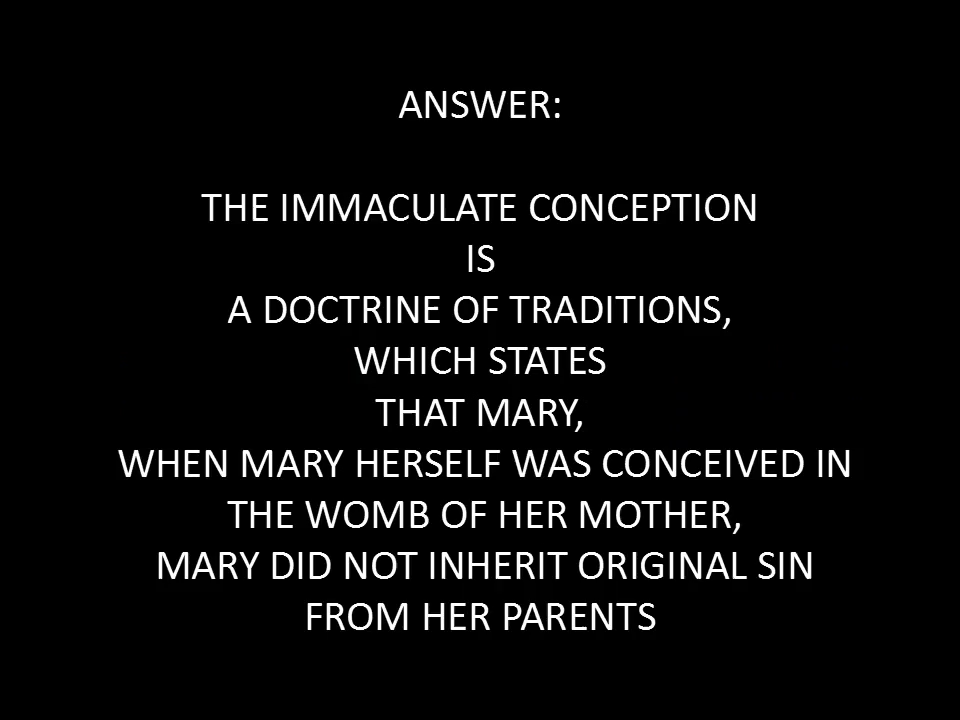 ANSWER:
THE IMMACULATE CONCEPTION
IS
A DOCTRINE OF TRADITIONS,
WHICH STATES
THAT MARY,
WHEN MARY HERSELF WAS CONCEIVED IN
THE WOMB OF HER MOTHER,
MARY DID NOT INHERIT ORIGINAL SIN
FROM HER PARENTS